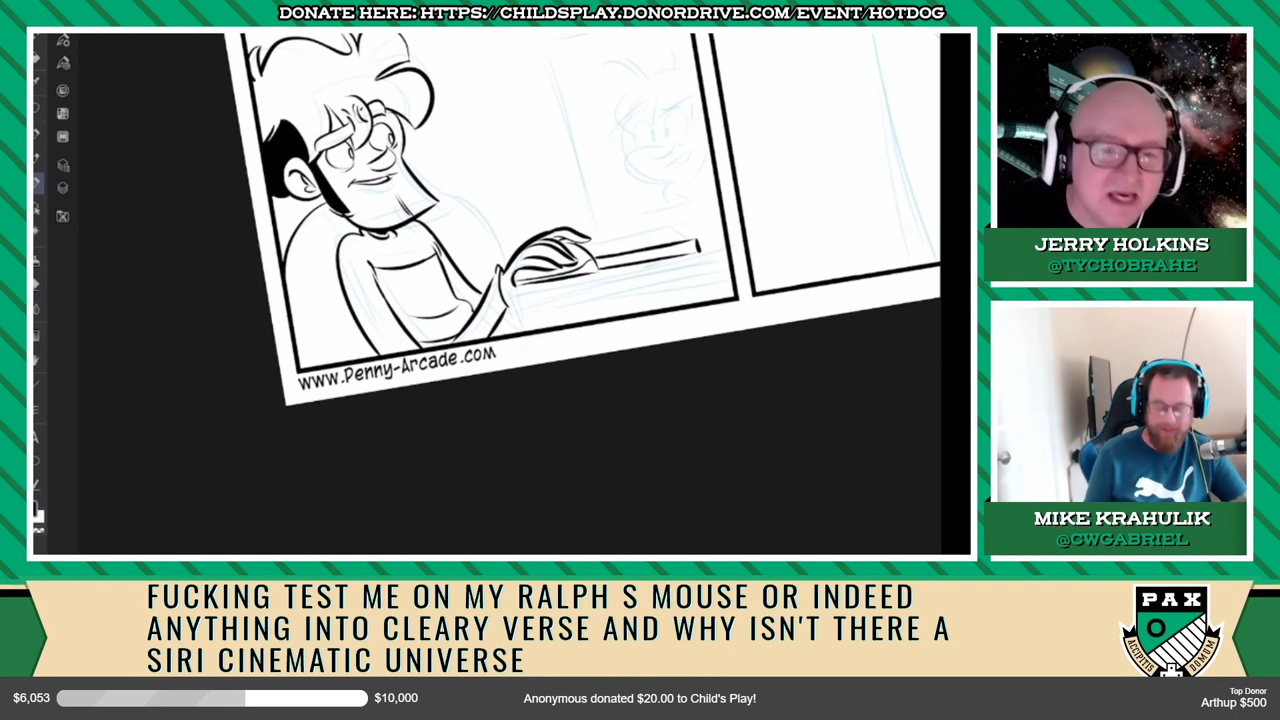 DONATE HERE: HTTPS://CHILDSPLAY.DONORDRIVE.COM/EVENT/HOTDOG
www.Penny-Arcade.com
JERRY HOLKINS
@TYCHOBRAHE
MIKE KRAHULIK
@CWGABRIEL
FUCKING TEST ME ON MY RALPH S MOUSE OR INDEED
ANYTHING INTO CLEARY VERSE AND WHY ISN'T THERE A
SIRI CINEMATIC UNIVERSE
PAX
ACCIPITIS DOMUM
$6,053
$10,000
Anonymous donated $20.00 to Child's Play!
Top Donor
Arthup $500